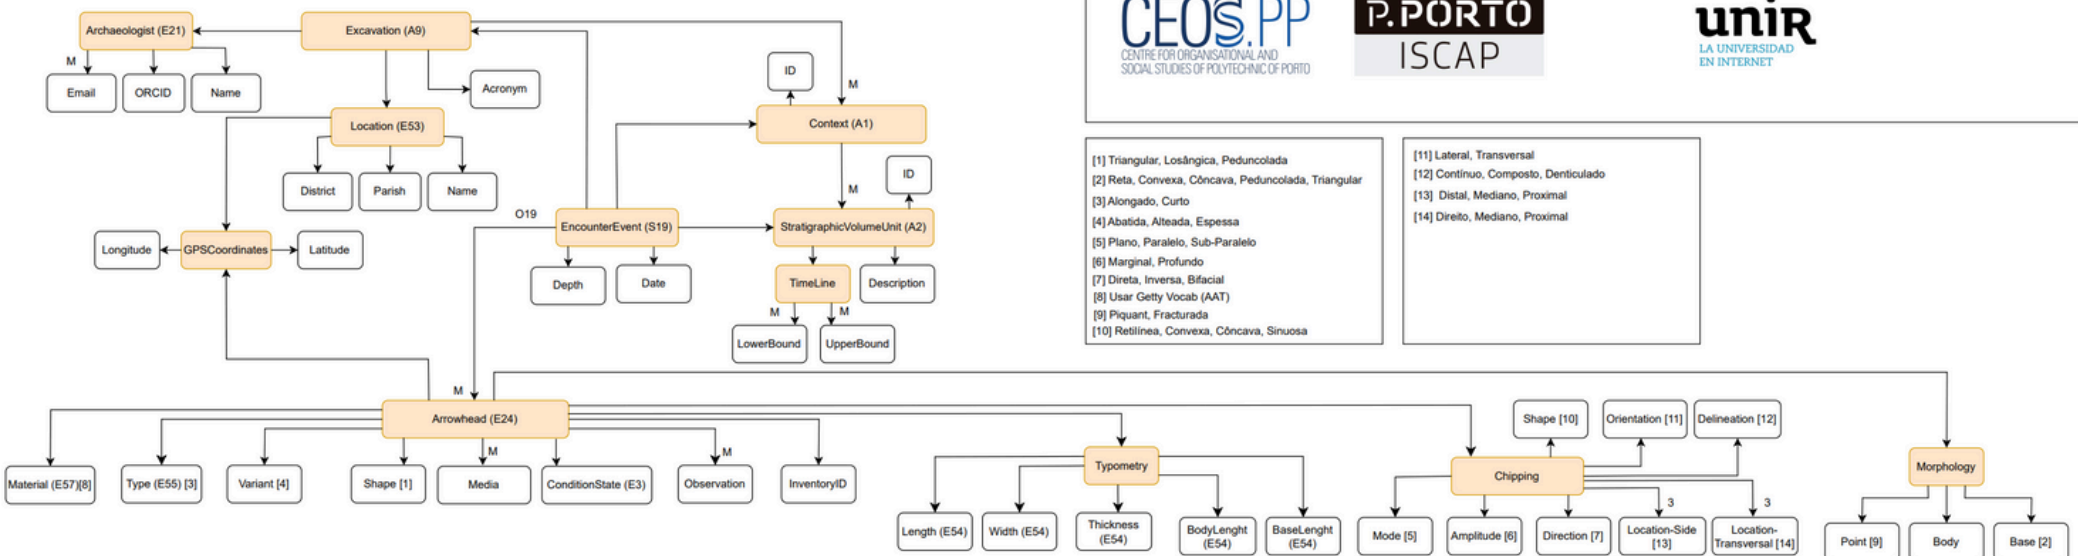 CEOS.PP
CENTRE FOR ORGANISATIONAL AND
SOCIAL STUDIES OF POLYTECHNIC OF PORTO
P.PORTO
ISCAP
unir
LA UNIVERSIDAD
EN INTERNET
Archaeologist (E21)
Excavation (A9)
M
Email
ORCID
Name
Acronym
ID
M
Location (E53)
Context (A1)
District
Parish
Name
M
ID
O19
EncounterEvent (S19)
StratigraphicVolumeUnit (A2)
Longitude
GPSCoordinates
Latitude
Depth
Date
TimeLine
Description
M
M
LowerBound
UpperBound
[1] Triangular, Losângica, Peduncolada
[2] Reta, Convexa, Côncava, Peduncolada, Triangular
[3] Alongado, Curto
[4] Abatida, Alteada, Espessa
[5] Plano, Paralelo, Sub-Paralelo
[6] Marginal, Profundo
[7] Direta, Inversa, Bifacial
[8] Usar Getty Vocab (AAT)
[9] Piquant, Fracturada
[10] Retilínea, Convexa, Côncava, Sinuosa
[11] Lateral, Transversal
[12] Contínuo, Composto, Denticulado
[13] Distal, Mediano, Proximal
[14] Direito, Mediano, Proximal
M
Arrowhead (E24)
Material (E57)[8]
Type (E55) [3]
Variant [4]
Shape [1]
M
Media
ConditionState (E3)
M
Observation
InventoryID
Typometry
Length (E54)
Width (E54)
Thickness
(E54)
BodyLenght
(E54)
BaseLenght
(E54)
Shape [10]
Orientation [11]
Delineation [12]
Chipping
3
3
Mode [5]
Amplitude [6]
Direction [7]
Location-Side
[13]
Location-
Transversal [14]
Morphology
Point [9]
Body
Base [2]